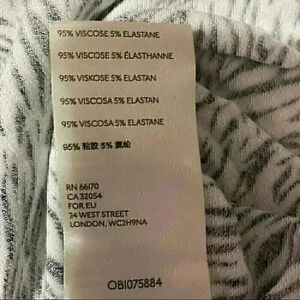 95% VISCOSE 5% ELASTANE
95% VISCOSE 5% ÉLASTHANNE
95% VISKOSE 5% ELASTAN
95% VISCOSA 5% ELASTAN
95% VISCOSA 5% ELASTANE
95% 粘胶 5% 氨纶
RN 66170
CA 32054
FOR EU
24 WEST STREET
LONDON, WC2H9NA
OBI075884